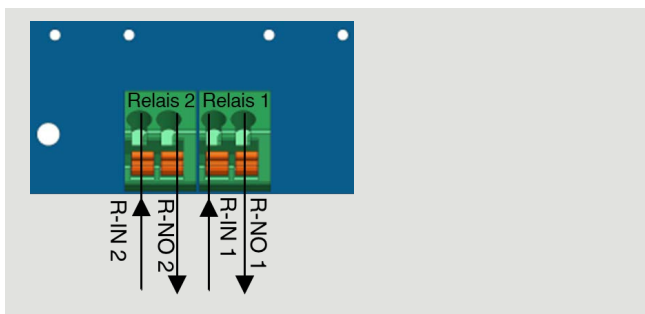 Relais 2 Relais 1
R-IN 2
R-NO 2
R-IN 1
R-NO 1